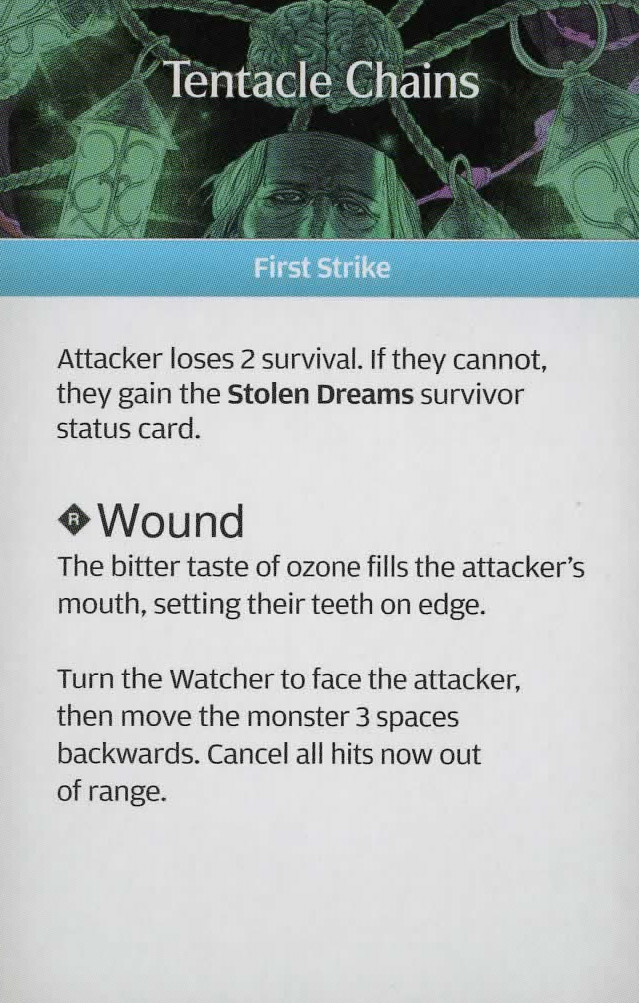 Tentacle Chains
First Strike
Attacker loses 2 survival. If they cannot,
they gain the Stolen Dreams survivor
status card.
R Wound
The bitter taste of ozone fills the attacker's
mouth, setting their teeth on edge.
Turn the Watcher to face the attacker,
then move the monster 3 spaces
backwards. Cancel all hits now out
of range.